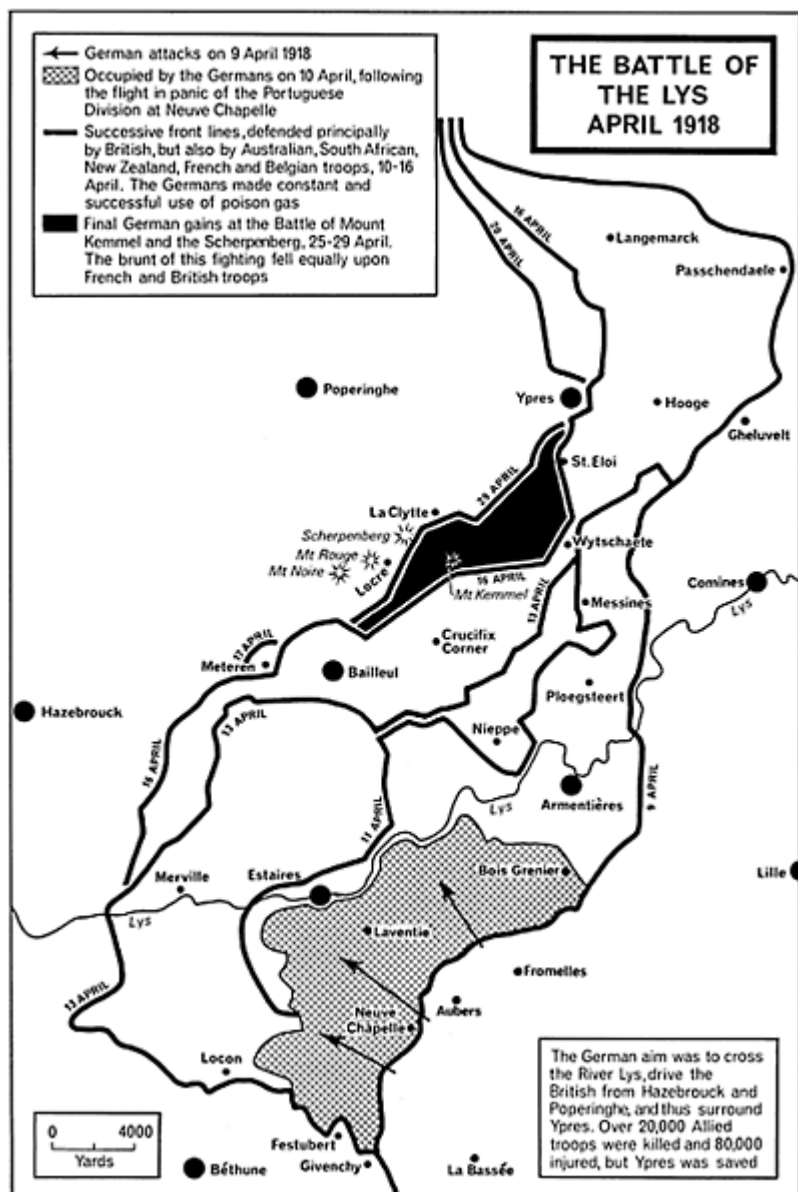 German attacks on 9 April 1918
Occupied by the Germans on 10 April, following
the flight in panic of the Portuguese
Division at Neuve Chapelle
Successive front lines, defended principally
by British, but also by Australian, South African,
New Zealand, French and Belgian troops, 10-16
April. The Germans made constant and
successful use of poison gas
Final German gains at the Battle of Mount
Kemmel and the Scherpenberg, 25-29 April.
The brunt of this fighting fell equally upon
French and British troops
THE BATTLE OF
THE LYS
APRIL 1918
16 APRIL
29 APRIL
Langemarck
Passchendaele
Poperinghe
Ypres
Hooge
Gheluvelt
St. Eloi
29 APRIL
La Clytte
Scherpenberg
Mt Rouge
Mt Noire
Locre
Wytschaete
16 APRIL
Mt Kemmel
Comines
Lys
Messines
11 APRIL
Crucifix
Corner
17 APRIL
Meteren
Bailleul
Ploegsteert
Hazebrouck
13 APRIL
Nieppe
16 APRIL
Armentières
9 APRIL
Lys
11 APRIL
Merville
Estaires
Bois Grenier
Lille
Lys
Laventie
Fromelles
13 APRIL
Neuve
Chapelle
Aubers
Locon
The German aim was to cross
the River Lys, drive the
British from Hazebrouck and
Poperinghe, and thus surround
Ypres. Over 20,000 Allied
troops were killed and 80,000
injured, but Ypres was saved
0 4000
Yards
Festubert
Givenchy
Béthune
La Bassée